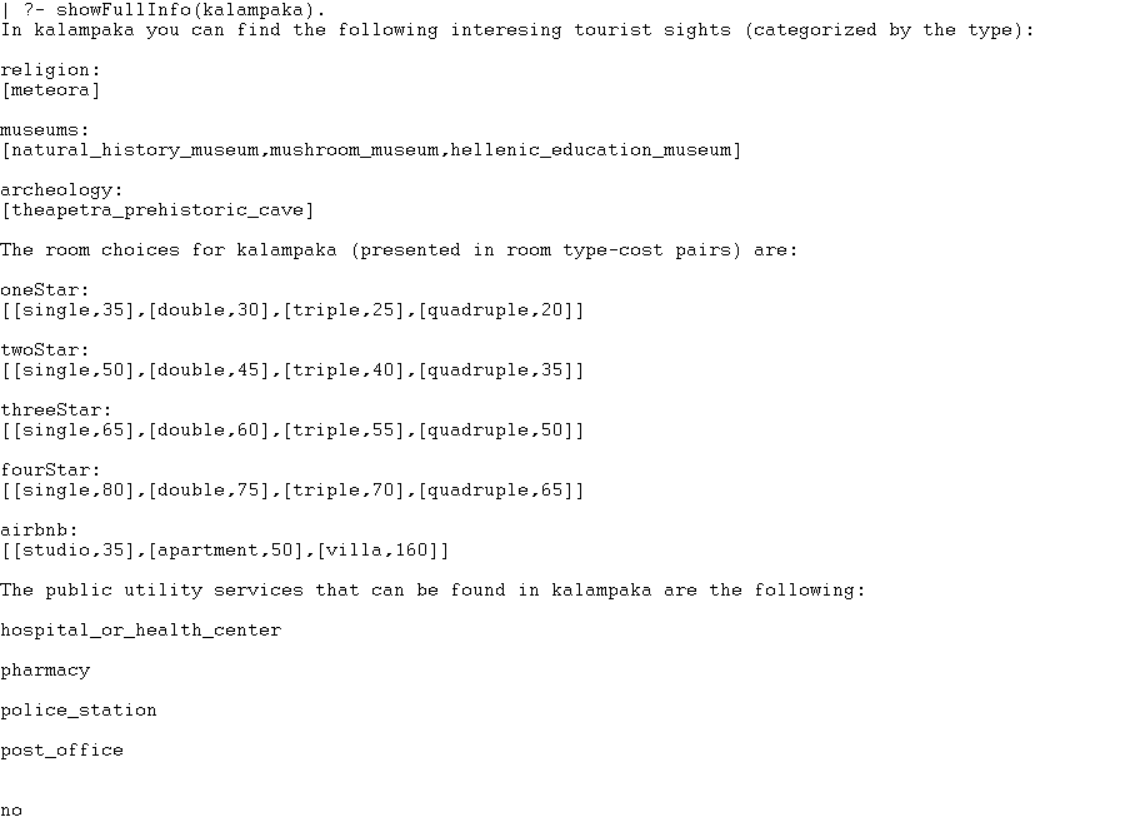 | ?- showFullInfo(kalampaka).
In kalampaka you can find the following interesing tourist sights (categorized by the type):
religion:
[meteora]
museums:
[natural_history_museum,mushroom_museum,hellenic_education_museum]
archeology:
[theapetra_prehistoric_cave]
The room choices for kalampaka (presented in room type-cost pairs) are:
oneStar:
[[single,35],[double,30],[triple,25],[quadruple,20]]
twoStar:
[[single,50],[double,45],[triple,40],[quadruple,35]]
threeStar:
[[single,65],[double,60],[triple,55],[quadruple,50]]
fourStar:
[[single,80],[double,75],[triple,70],[quadruple,65]]
airbnb:
[[studio,35],[apartment,50],[villa,160]]
The public utility services that can be found in kalampaka are the following:
hospital_or_health_center
pharmacy
police_station
post_office
no